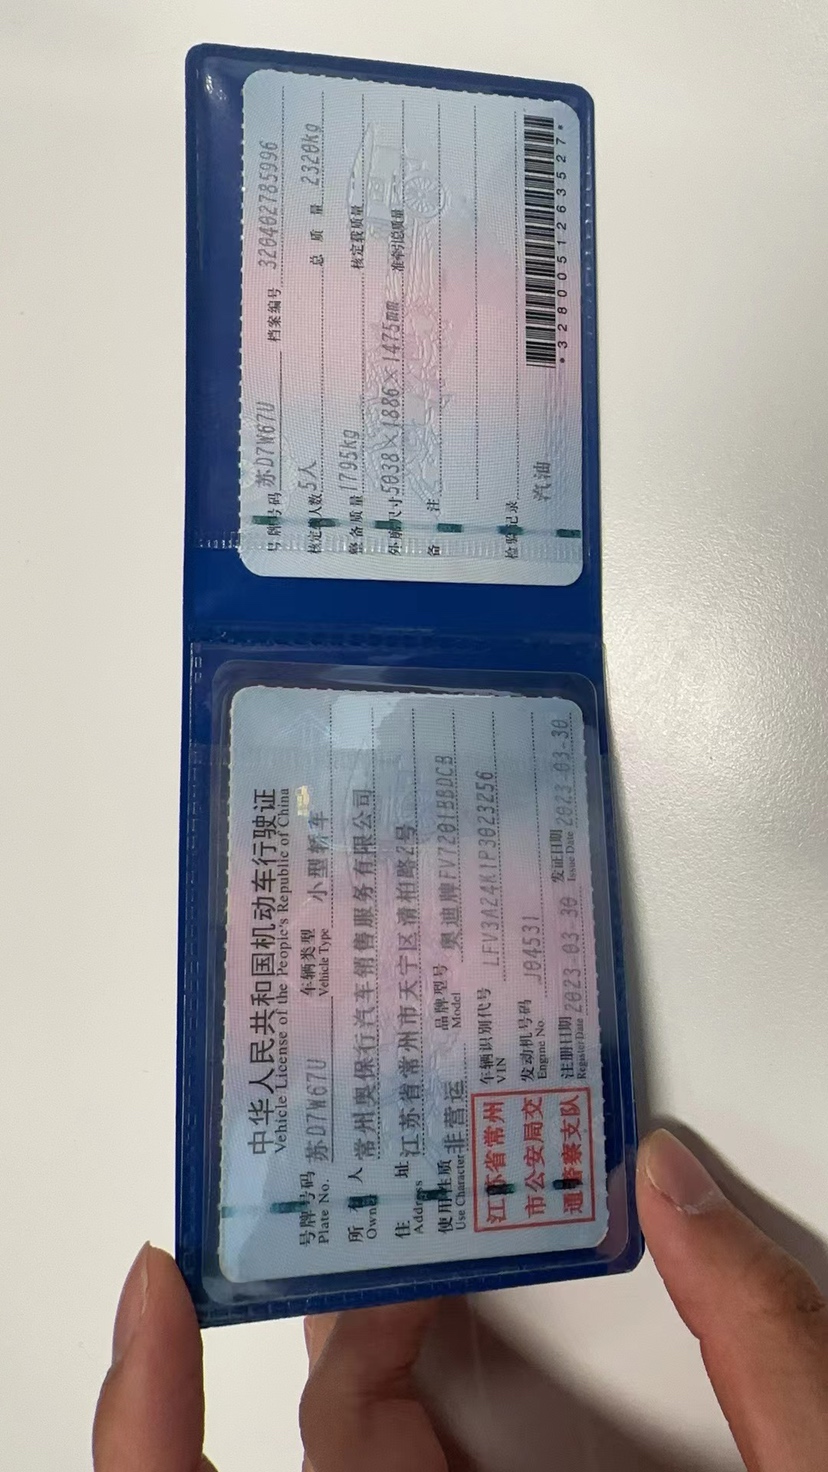 中华人民共和国机动车行驶证
Vehicle License of the People's Republic of China
号牌号码 苏D7W67U 车辆类型 小型轿车
Plate No. Vehicle Type
所有人 常州奥保行汽车销售服务有限公司
Owner
住址 江苏省常州市天宁区清柏路2号
Address
使用性质 非营运 品牌型号 奥迪牌FV7201BBDCB
Use Character Model
江苏省常州
市公安局交
通警察支队
车辆识别代号 LFV3A24K1P3023256
VIN
发动机号码 J04531
Engine No.
注册日期 2023-03-30 发证日期 2023-03-30
Register Date Issue Date
号牌号码 苏D7W67U 档案编号 320402785996
核定载人数 5人 总质量 2320kg
整备质量 1795kg 核定载质量
外廓尺寸 5038×1886×1475mm 准牵引总质量
备注
检验记录
汽油
*3280051263527*